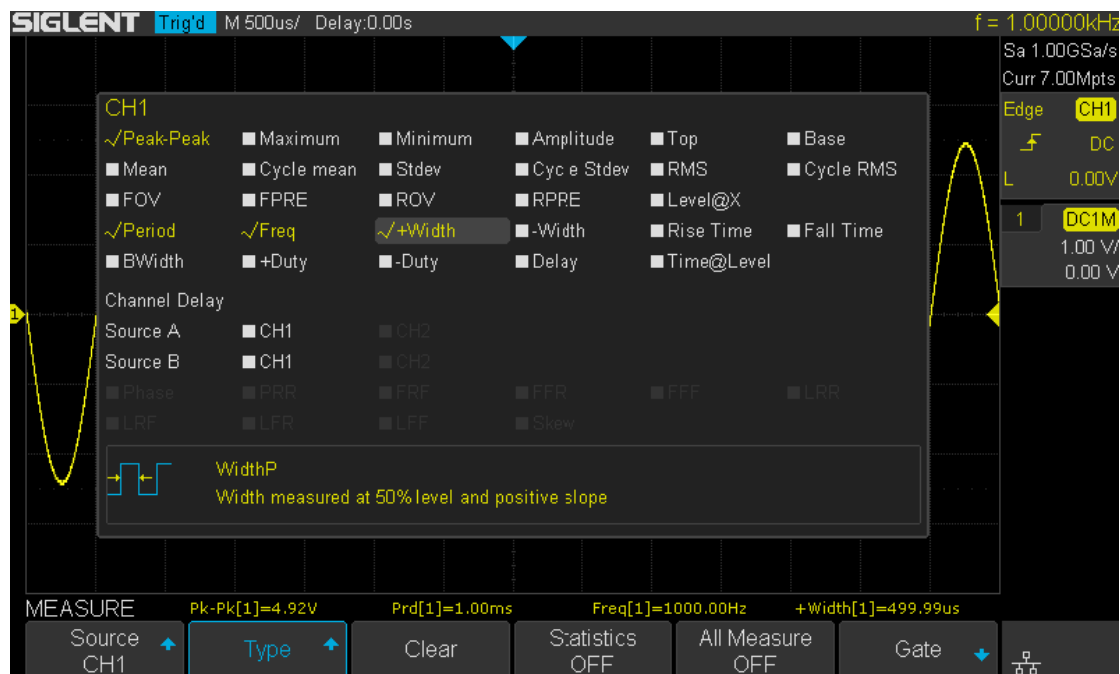 SIGLENT Trig'd M 500us/ Delay:0.00s f = 1.00000kHz
Sa 1.00GSa/s
Curr 7.00Mpts
Edge CH1
DC
L 0.00V
1 DC1M
1.00 V/
0.00 V
CH1
Peak-Peak Maximum Minimum Amplitude Top Base
Mean Cycle mean Stdev Cyc e Stdev RMS Cycle RMS
FOV FPRE ROV RPRE Level@X
Period Freq +Width -Width Rise Time Fall Time
BWidth +Duty -Duty Delay Time@Level
Channel Delay
Source A CH1 CH2
Source B CH1 CH2
Phase PRR FRF FFR FFF LRR
LRF LFR LFF Skew
WidthP
Width measured at 50% level and positive slope
1
MEASURE Pk-Pk[1]=4.92V Prd[1]=1.00ms Freq[1]=1000.00Hz +Width[1]=499.99us
Source
CH1
Type
Clear
Statistics
OFF
All Measure
OFF
Gate